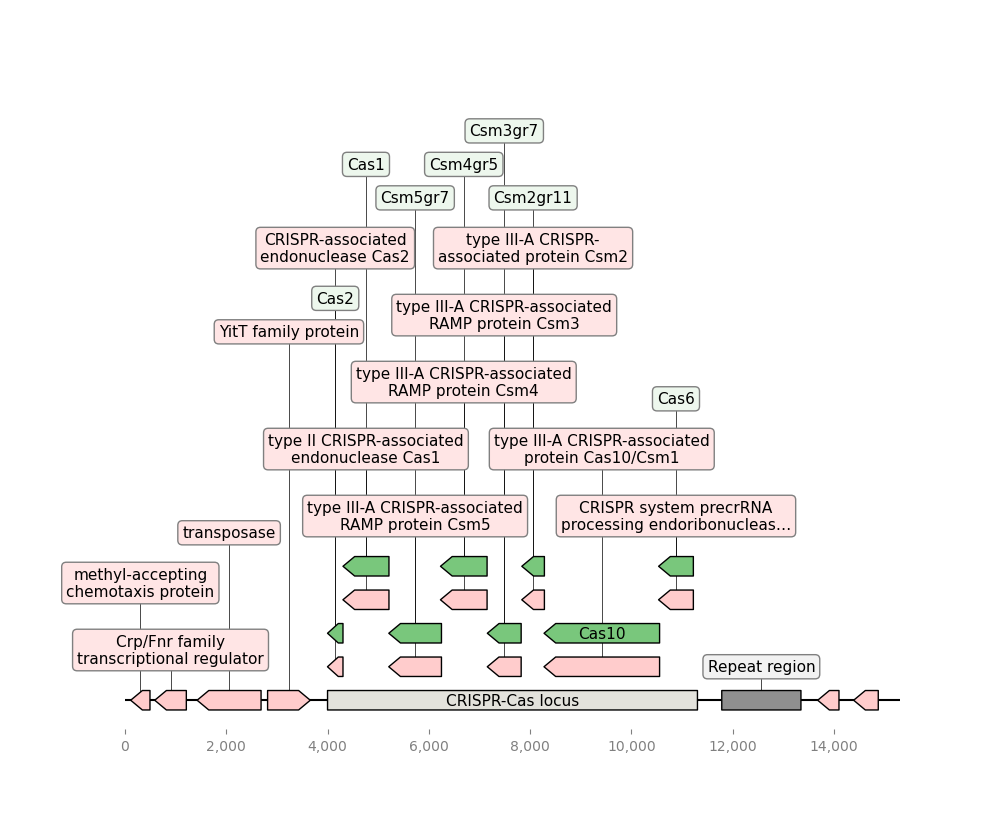 Csm3gr7
Cas1
Csm4gr5
Csm5gr7
Csm2gr11
CRISPR-associated
endonuclease Cas2
type III-A CRISPR-
associated protein Csm2
Cas2
type III-A CRISPR-associated
RAMP protein Csm3
YitT family protein
type III-A CRISPR-associated
RAMP protein Csm4
Cas6
type II CRISPR-associated
endonuclease Cas1
type III-A CRISPR-associated
protein Cas10/Csm1
type III-A CRISPR-associated
RAMP protein Csm5
CRISPR system precrRNA
processing endoribonucleas…
transposase
methyl-accepting
chemotaxis protein
Cas10
Crp/Fnr family
transcriptional regulator
Repeat region
CRISPR-Cas locus
0 2,000 4,000 6,000 8,000 10,000 12,000 14,000